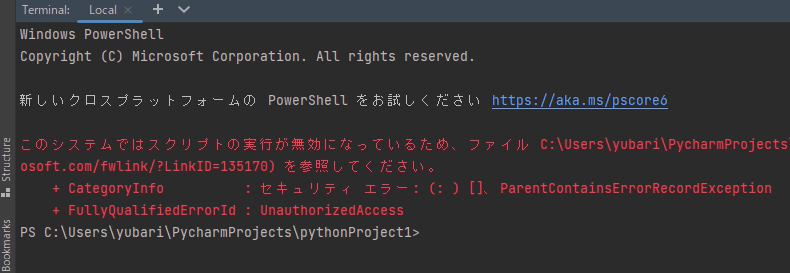 Terminal: Local × + ∨
Windows PowerShell
Copyright (C) Microsoft Corporation. All rights reserved.
新しいクロスプラットフォームの PowerShell をお試しください https://aka.ms/pscore6
このシステムではスクリプトの実行が無効になっているため、ファイル C:\Users\yubari\PycharmProjects
osoft.com/fwlink/?LinkID=135170) を参照してください。
+ CategoryInfo : セキュリティ エラー: (: ) []、ParentContainsErrorRecordException
+ FullyQualifiedErrorId : UnauthorizedAccess
PS C:\Users\yubari\PycharmProjects\pythonProject1>
Structure
Bookmarks